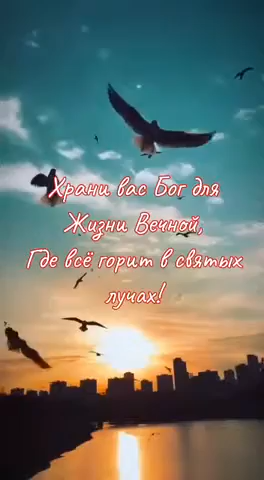 Храни вас Бог для
Жизни Вечной,
Где всё горит в святых
лучах!